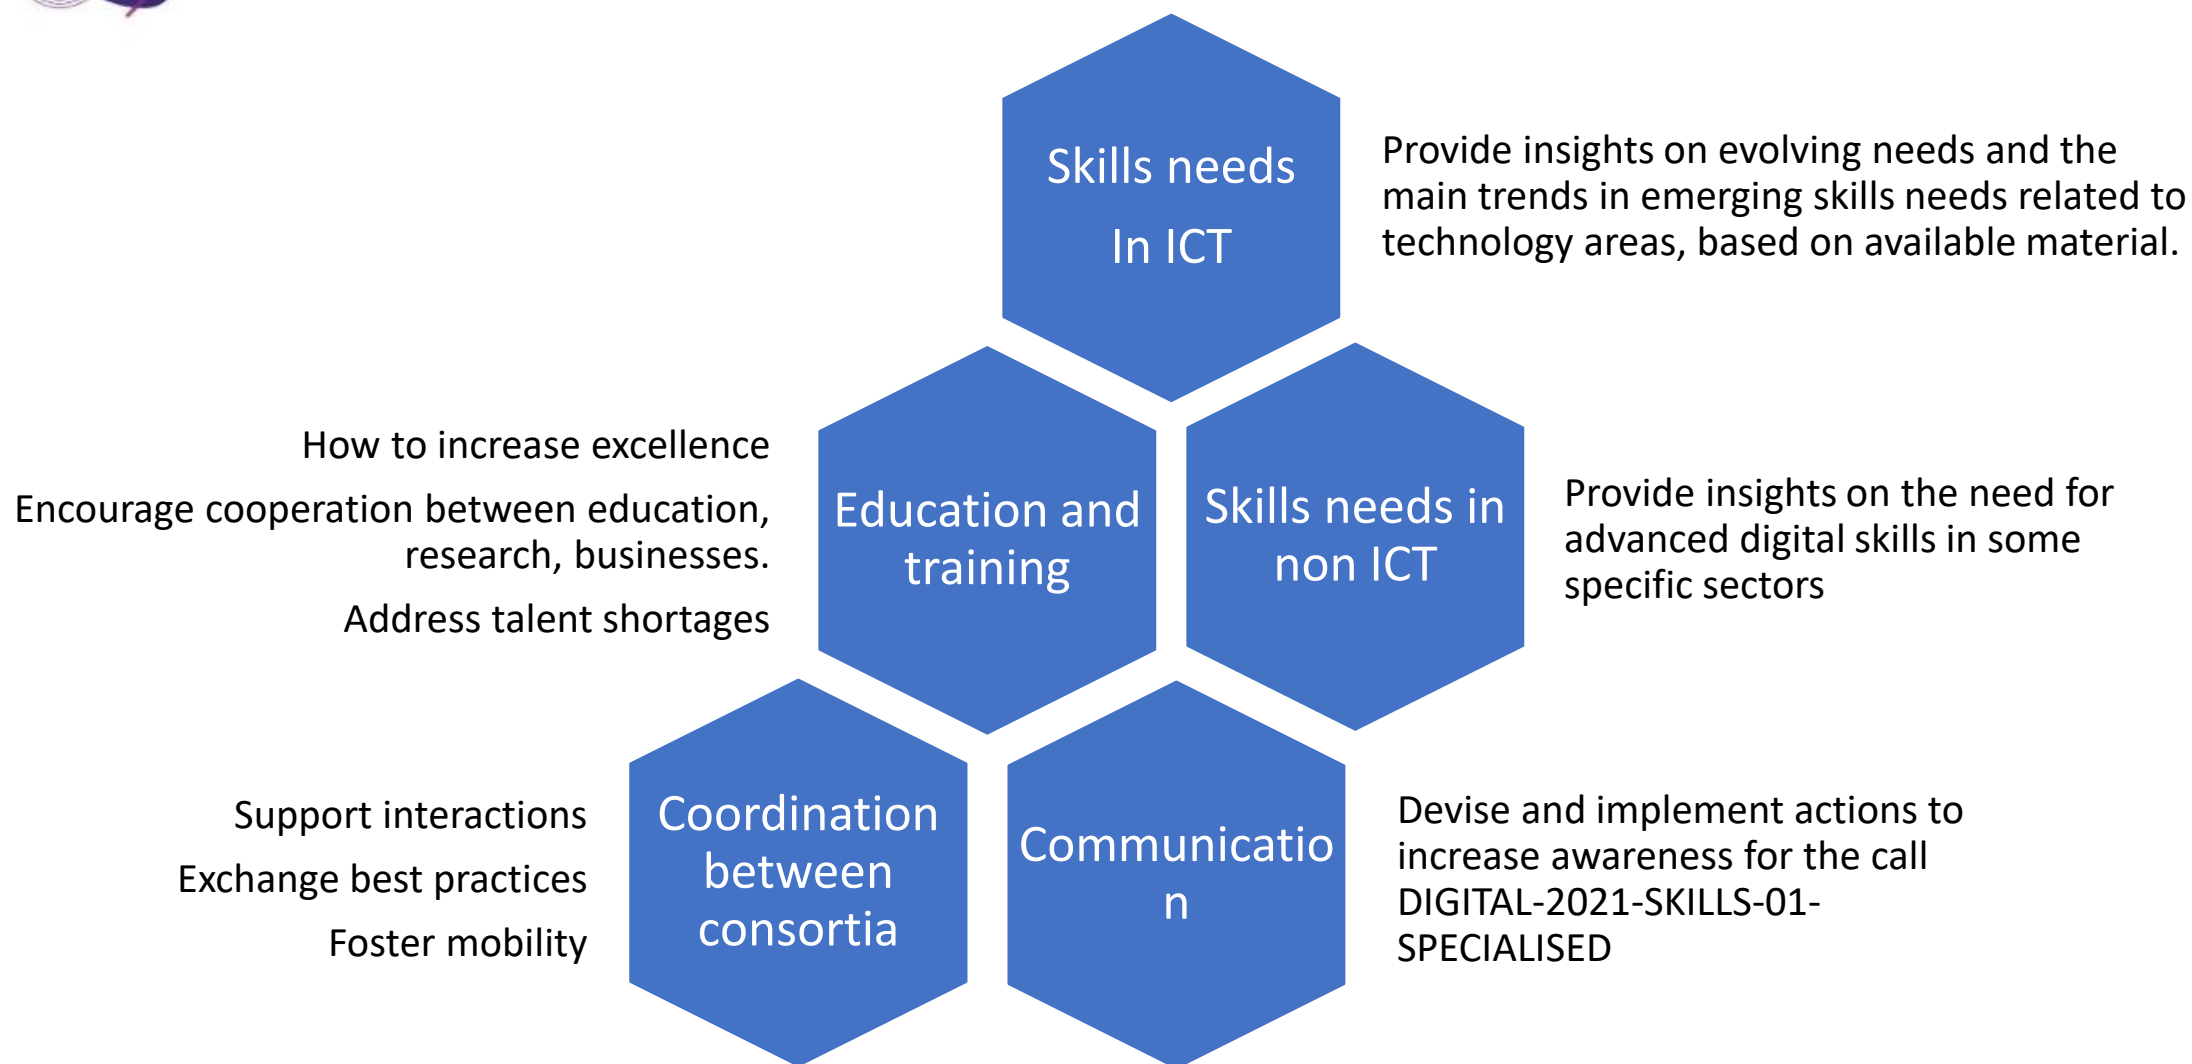 Skills needs
In ICT
Provide insights on evolving needs and the
main trends in emerging skills needs related to
technology areas, based on available material.
How to increase excellence
Encourage cooperation between education,
research, businesses.
Address talent shortages
Education and
training
Skills needs in
non ICT
Provide insights on the need for
advanced digital skills in some
specific sectors
Support interactions
Exchange best practices
Foster mobility
Coordination
between
consortia
Communicatio
n
Devise and implement actions to
increase awareness for the call
DIGITAL-2021-SKILLS-01-
SPECIALISED